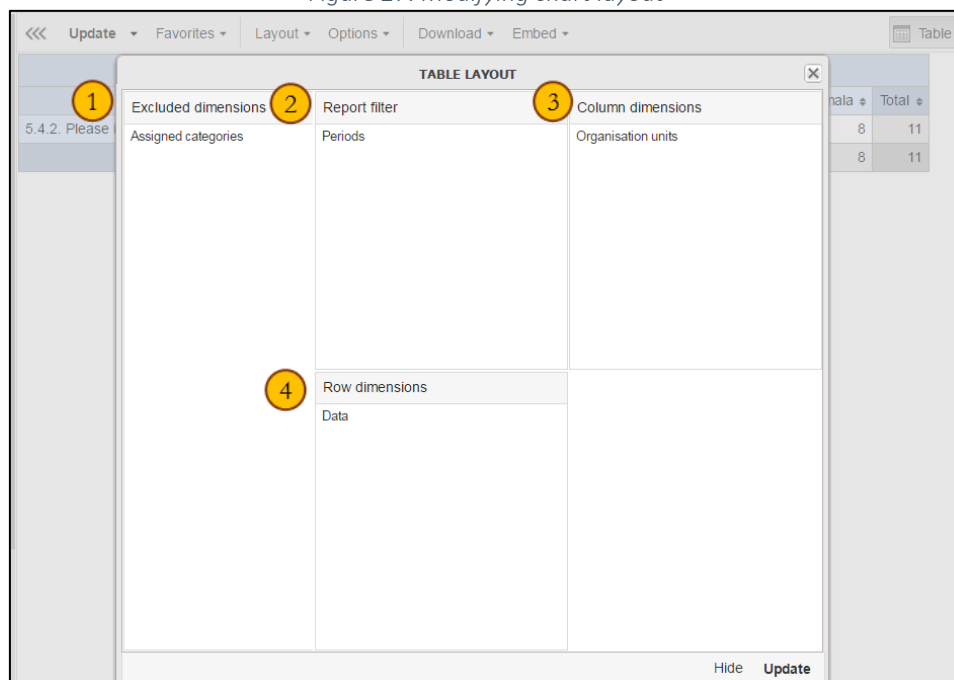 Update Favorites Layout Options Download Embed Table
TABLE LAYOUT
1 Excluded dimensions 2 Report filter 3 Column dimensions Total
5.4.2. Please Assigned categories Periods Organisation units 8 11
8 11
4 Row dimensions
Data
Hide Update